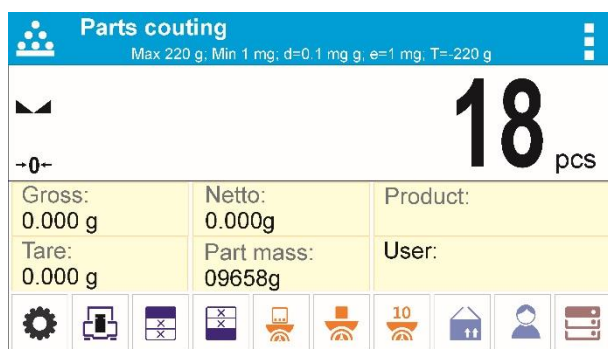 Parts couting
Max 220 g; Min 1 mg; d=0.1 mg g; e=1 mg; T=-220 g
→0←
18 pcs
Gross:
0.000 g
Netto:
0.000g
Product:
Tare:
0.000 g
Part mass:
09658g
User:
10